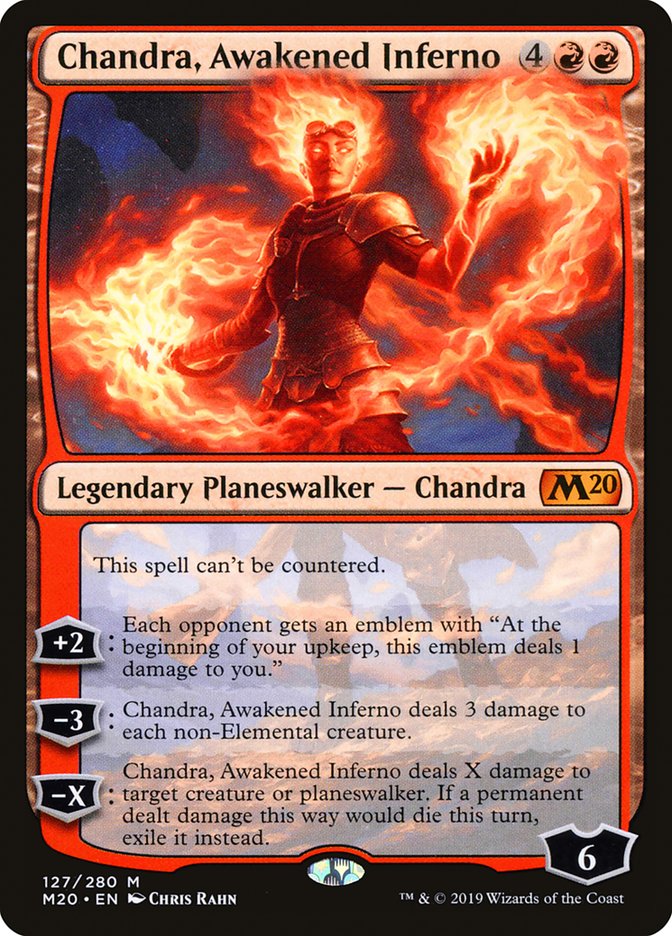 Chandra, Awakened Inferno 4
Legendary Planeswalker — Chandra M20
This spell can't be countered.
+2 : Each opponent gets an emblem with “At the
beginning of your upkeep, this emblem deals 1
damage to you.”
−3 : Chandra, Awakened Inferno deals 3 damage to
each non-Elemental creature.
−X : Chandra, Awakened Inferno deals X damage to
target creature or planeswalker. If a permanent
dealt damage this way would die this turn,
exile it instead.
6
127/280 M
M20 • EN Chris Rahn
™ & © 2019 Wizards of the Coast